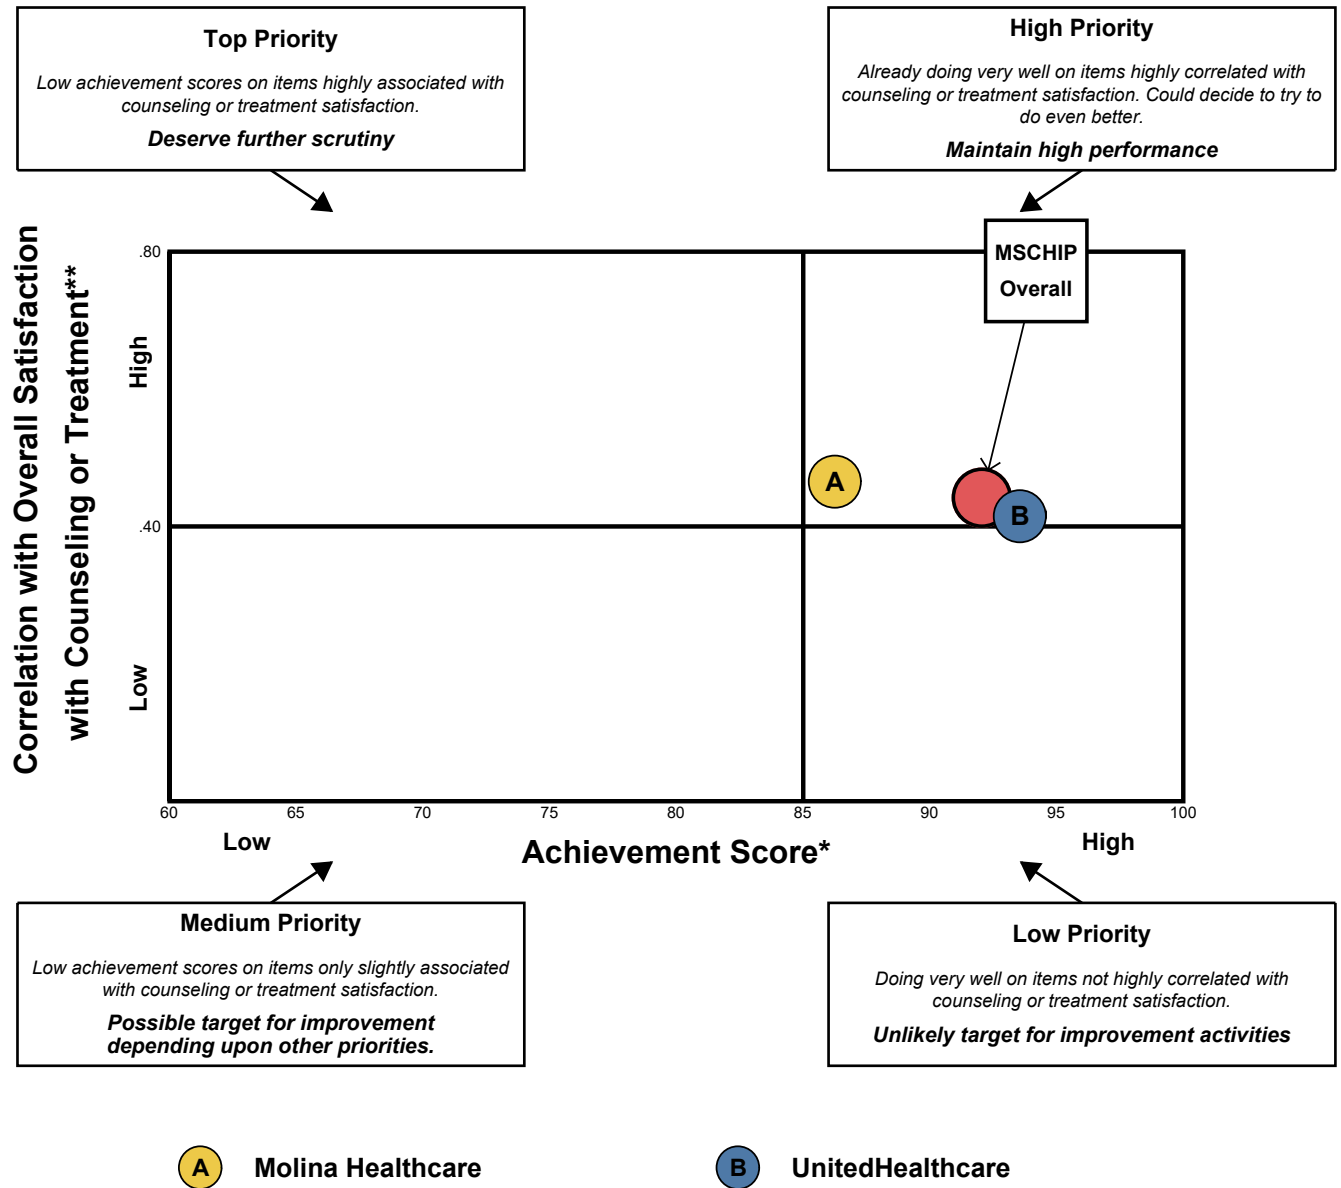 Top Priority
Low achievement scores on items highly associated with
counseling or treatment satisfaction.
Deserve further scrutiny
High Priority
Already doing very well on items highly correlated with
counseling or treatment satisfaction. Could decide to try to
do even better.
Maintain high performance
Correlation with Overall Satisfaction
with Counseling or Treatment**
High
Low
.80
.40
MSCHIP
Overall
A
B
60 65 70 75 80 85 90 95 100
Low
Achievement Score*
High
Medium Priority
Low achievement scores on items only slightly associated
with counseling or treatment satisfaction.
Possible target for improvement
depending upon other priorities.
Low Priority
Doing very well on items not highly correlated with
counseling or treatment satisfaction.
Unlikely target for improvement activities
A Molina Healthcare
B UnitedHealthcare